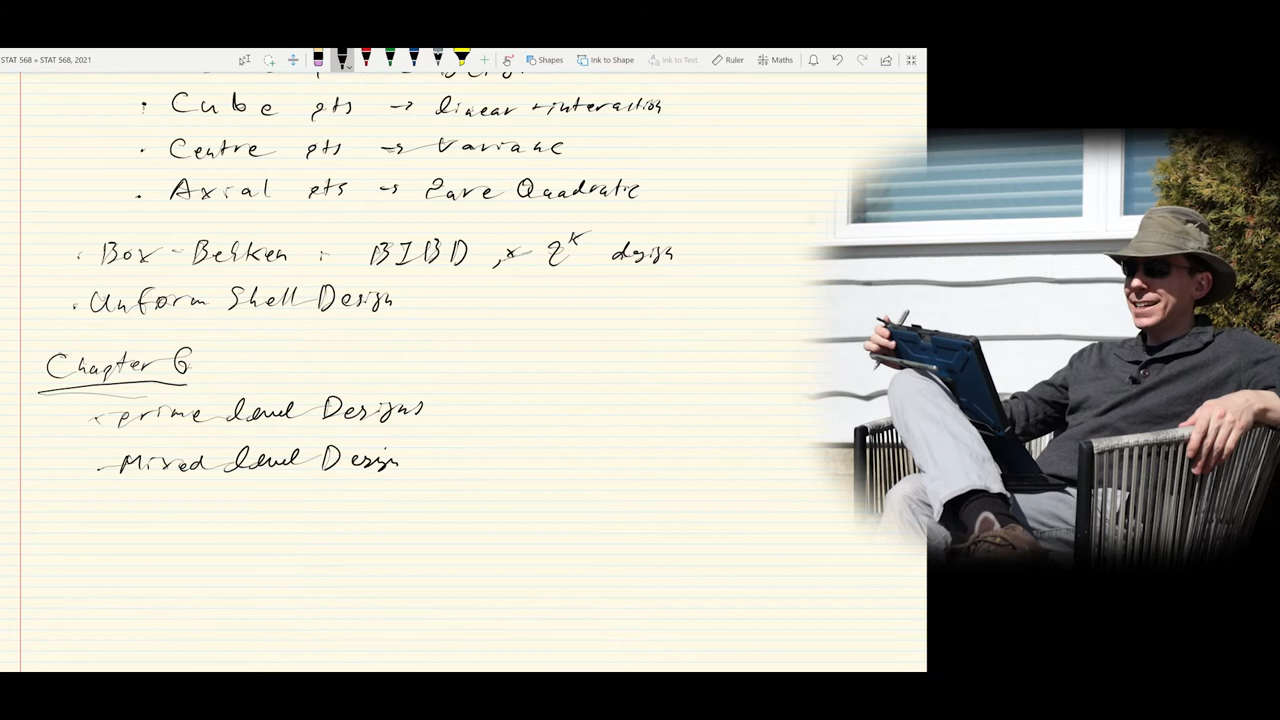 STAT 568 » STAT 568, 2021
Shapes Ink to Shape Ink to Text Ruler Maths
· Cube pts → linear + interaction
· Centre pts → Variance
· Axial pts → Pure Quadratic
· Box-Behken : BIBD, x 2^k design
· Uniform Shell Design
Chapter 6
· prime level Designs
· Mixed level Design